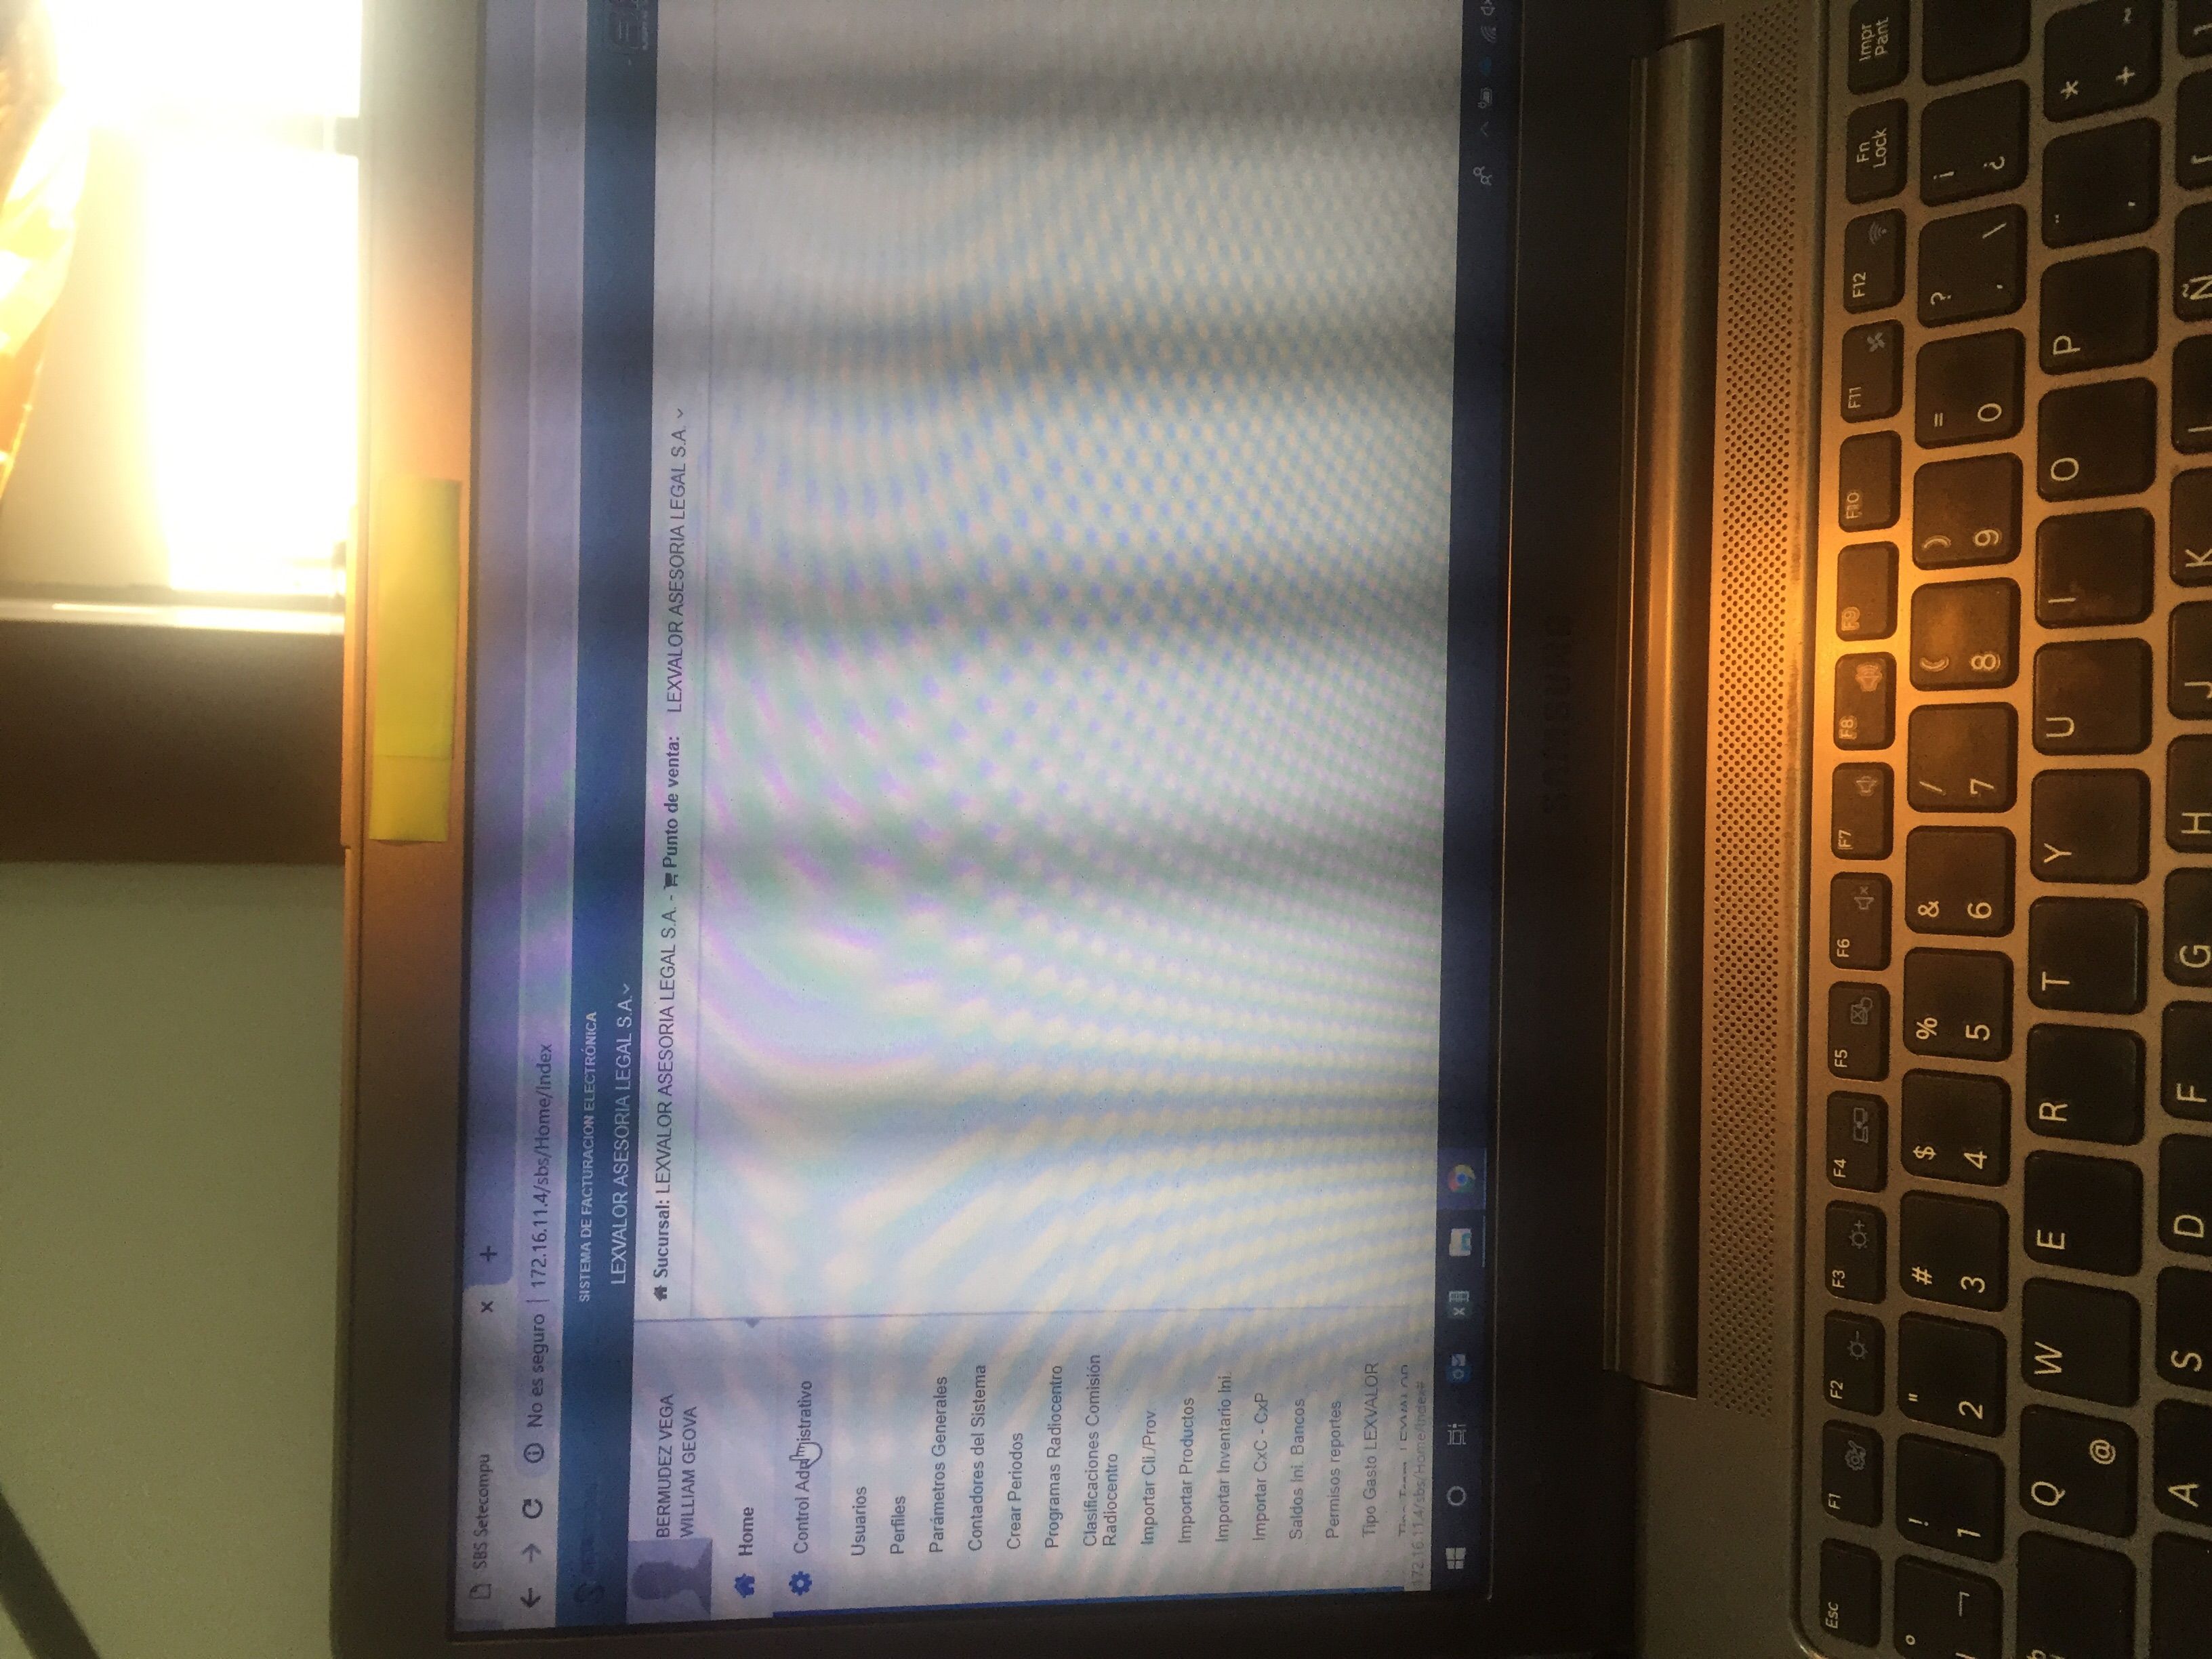 SBS Setecompu
×
+
No es seguro | 172.16.11.4/sbs/Home/Index
SISTEMA DE FACTURACION ELECTRÓNICA
LEXVALOR ASESORIA LEGAL S.A.
BERMUDEZ VEGA
WILLIAM GEOVA
Sucursal: LEXVALOR ASESORIA LEGAL S.A. - Punto de venta: LEXVALOR ASESORIA LEGAL S.A.
Home
Control Administrativo
Usuarios
Perfiles
Parámetros Generales
Contadores del Sistema
Crear Periodos
Programas Radiocentro
Clasificaciones Comisión
Radiocentro
Importar Cli./Prov
Importar Productos
Importar Inventario Ini.
Importar CxC - CxP
Saldos Ini. Bancos
Permisos reportes
Tipo Gasto LEXVALOR
172.16.11.4/sbs/Home/Index#
Esc F1 F2 F3 F4 F5 F6 F7 F8 F9 F10 F11 F12 Fn Lock Impr Pant
° ¬ ! 1 " 2 # 3 $ 4 % 5 & 6 / 7 ( 8 ) 9 = 0 ? ' \ ¡ ¿
Q @ W E R T Y U I O P ¨ ´ * + ~
A S D F G H J K L Ñ [ ]